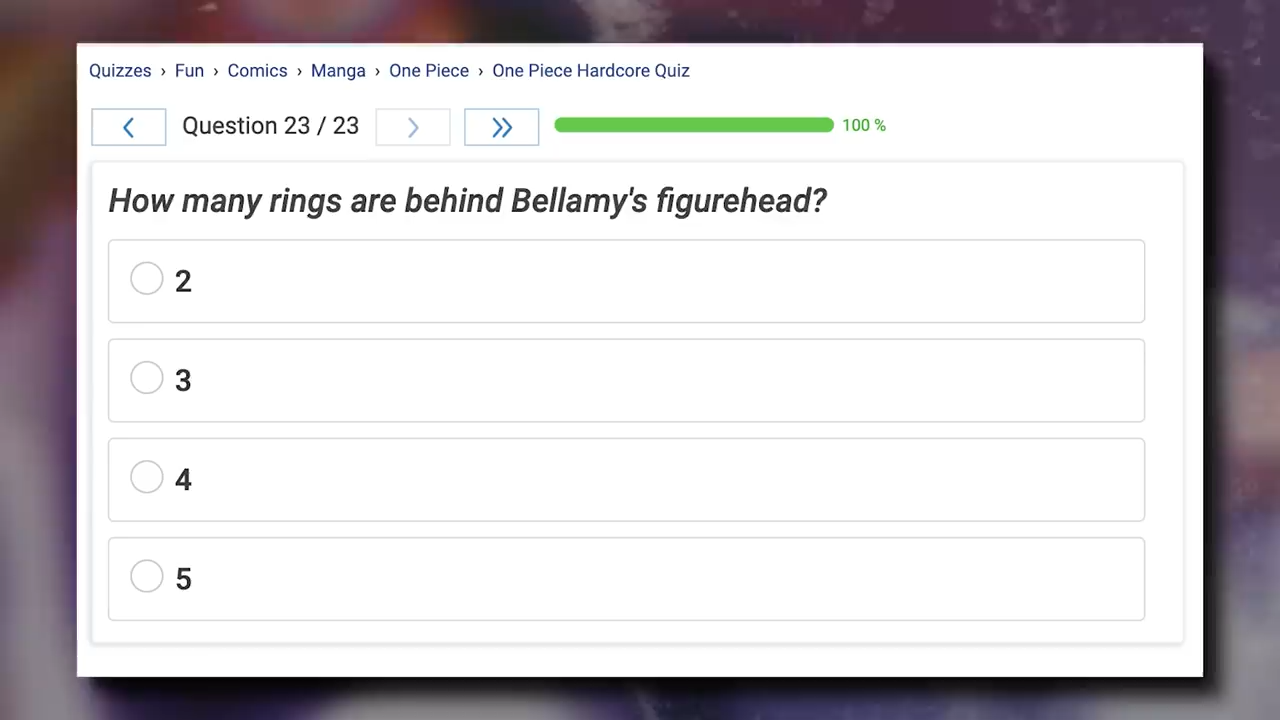 Quizzes › Fun › Comics › Manga › One Piece › One Piece Hardcore Quiz
Question 23 / 23
100 %
How many rings are behind Bellamy's figurehead?
2
3
4
5